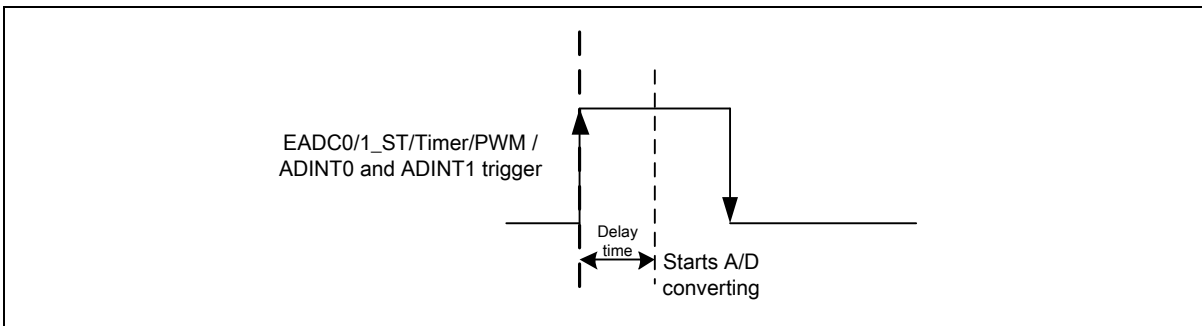 EADC0/1_ST/Timer/PWM /
ADINT0 and ADINT1 trigger
Delay
time
Starts A/D
converting